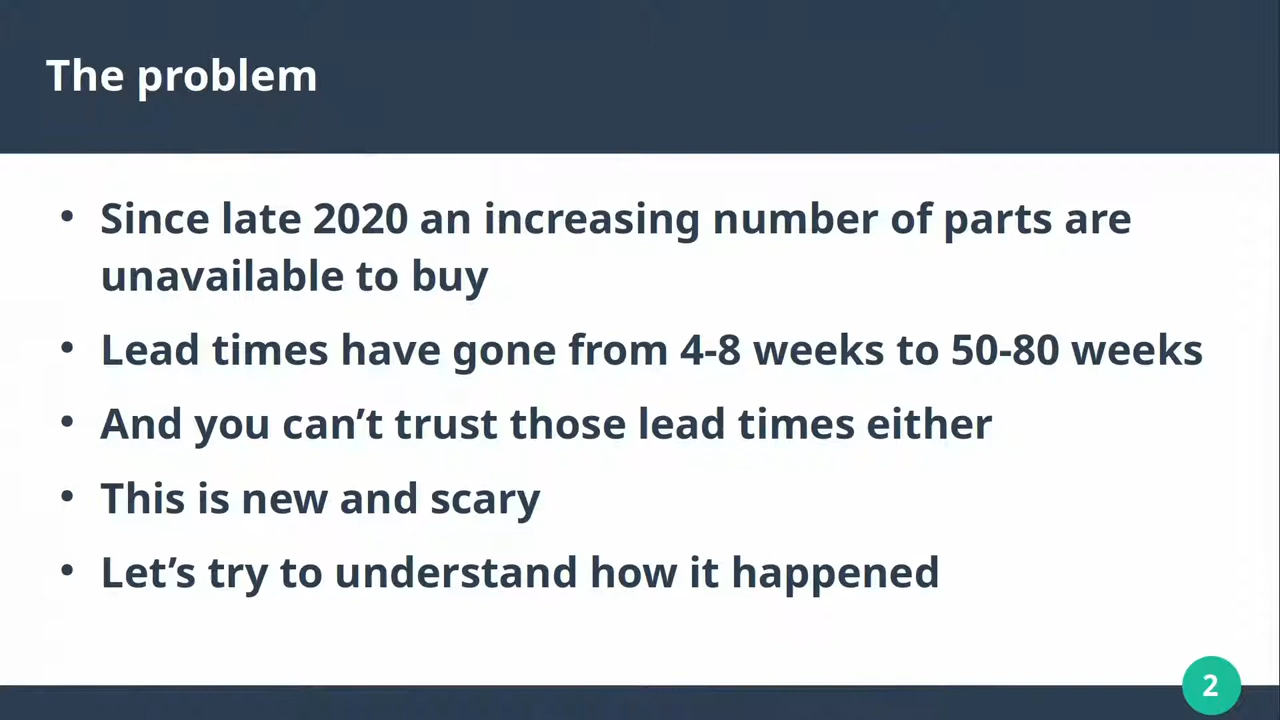 The problem
• Since late 2020 an increasing number of parts are
unavailable to buy
• Lead times have gone from 4-8 weeks to 50-80 weeks
• And you can’t trust those lead times either
• This is new and scary
• Let’s try to understand how it happened
2